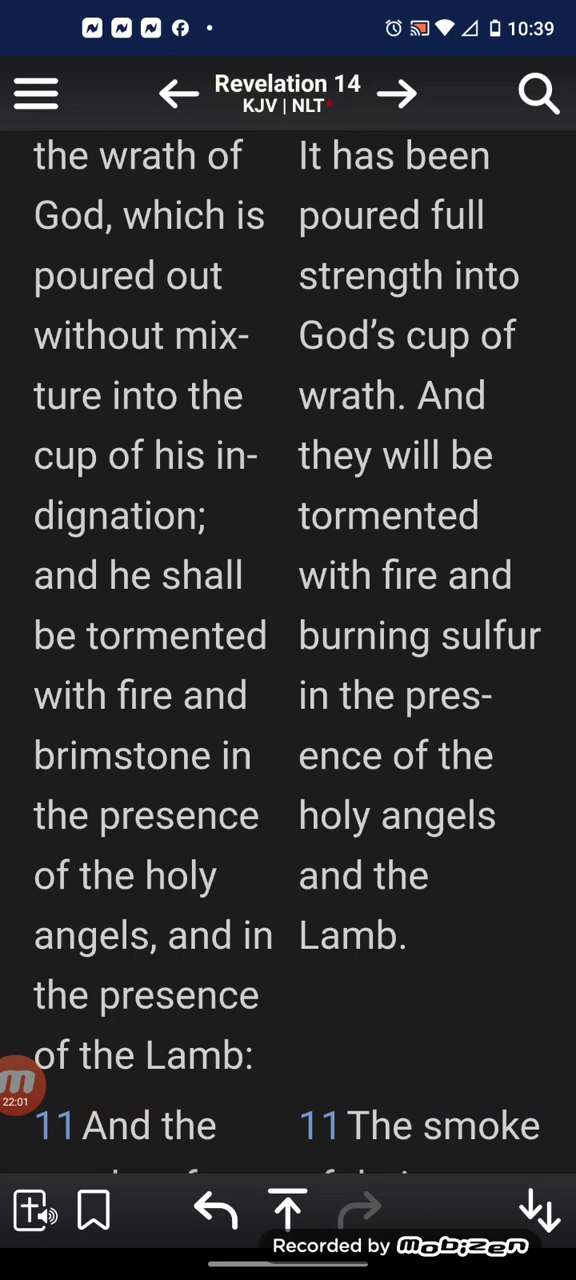 10:39
Revelation 14
KJV | NLT*
the wrath of
God, which is
poured out
without mix-
ture into the
cup of his in-
dignation;
and he shall
be tormented
with fire and
brimstone in
the presence
of the holy
angels, and in
the presence
of the Lamb:
11 And the
It has been
poured full
strength into
God’s cup of
wrath. And
they will be
tormented
with fire and
burning sulfur
in the pres-
ence of the
holy angels
and the
Lamb.
11 The smoke
22:01
Recorded by mobizen